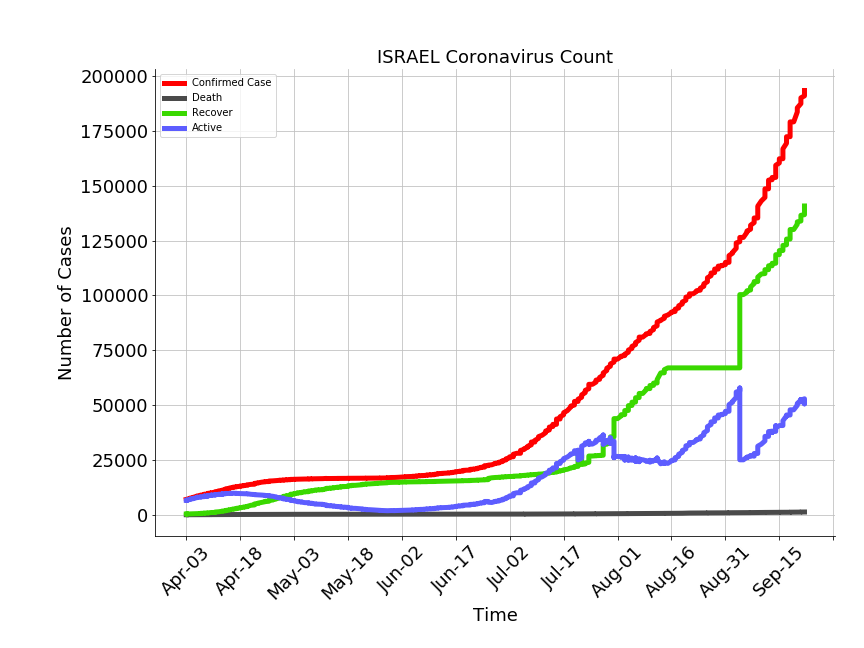 ISRAEL Coronavirus Count
Confirmed Case
Death
Recover
Active
Number of Cases
200000
175000
150000
125000
100000
75000
50000
25000
0
Apr-03
Apr-18
May-03
May-18
Jun-02
Jun-17
Jul-02
Jul-17
Aug-01
Aug-16
Aug-31
Sep-15
Time